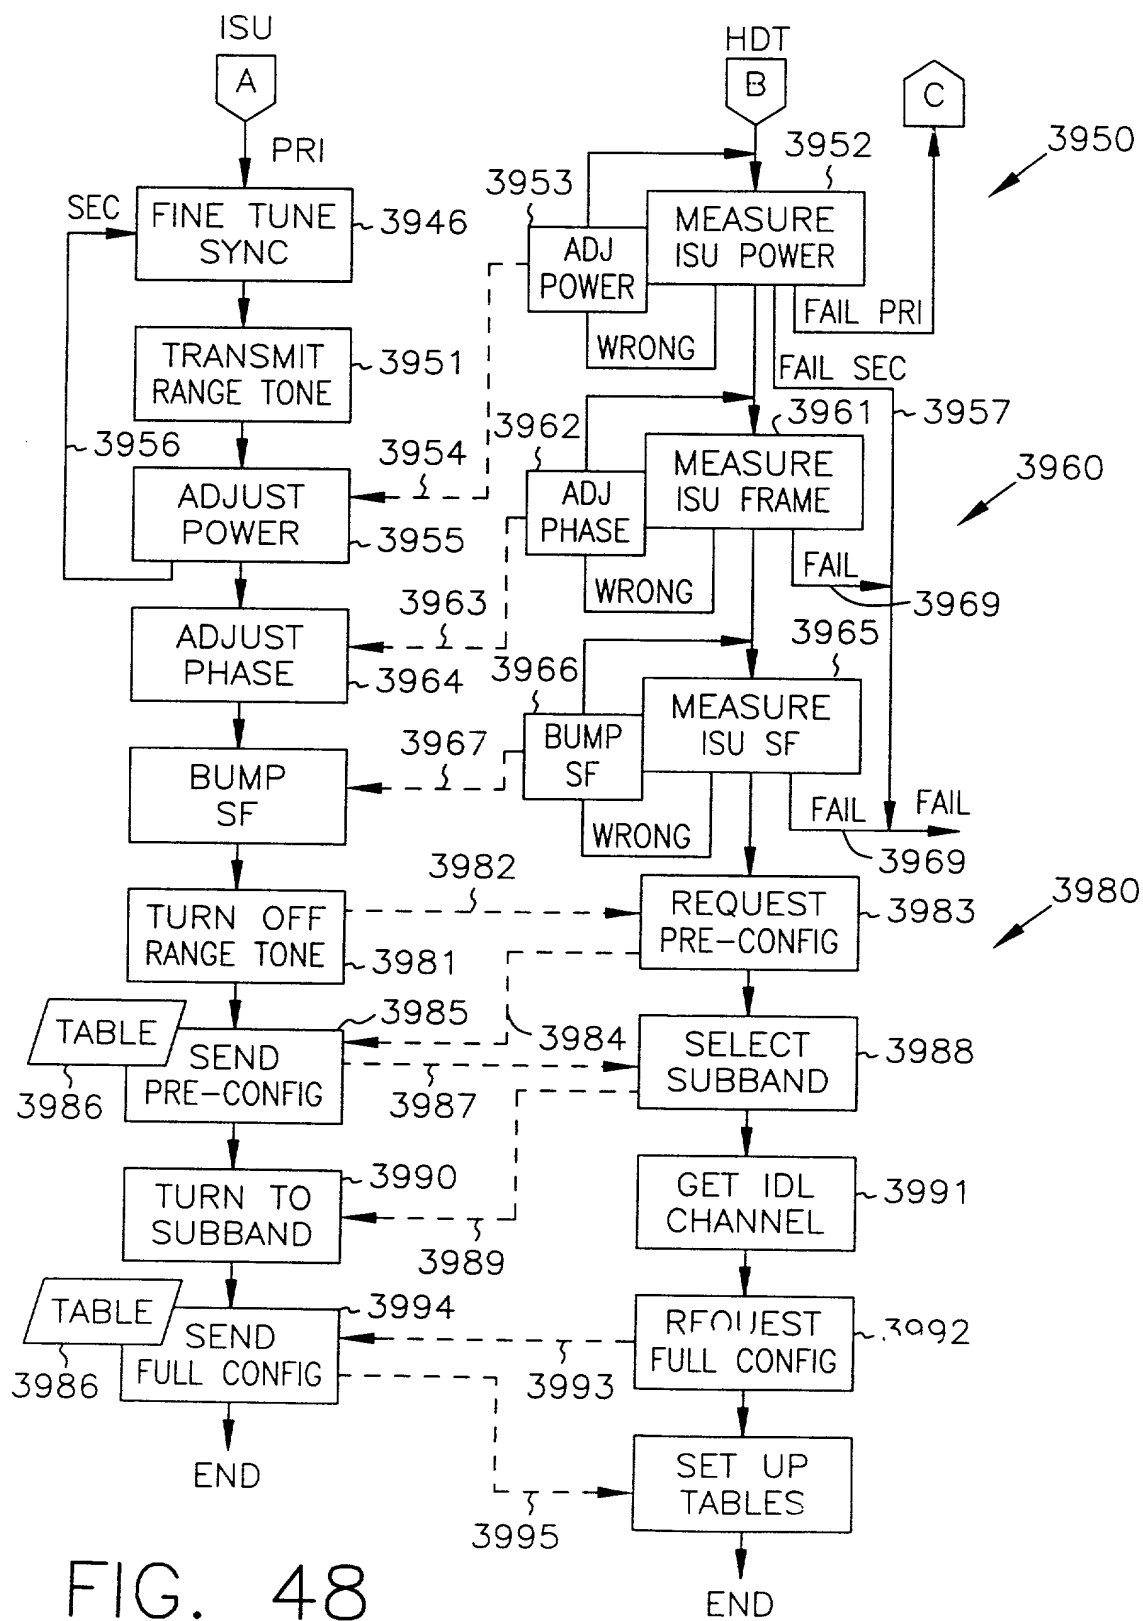 ISU
HDT
A
B
C
PRI
3952
3950
3953
SEC
FINE TUNE
SYNC
3946
MEASURE
ISU POWER
ADJ
POWER
FAIL PRI
WRONG
TRANSMIT
RANGE TONE
3951
FAIL SEC
3956
3954
3962
3961
3957
ADJUST
POWER
3955
MEASURE
ISU FRAME
3960
ADJ
PHASE
WRONG
FAIL
3969
3963
ADJUST
PHASE
3964
3965
3966
MEASURE
ISU SF
BUMP
SF
3967
BUMP
SF
WRONG
FAIL
FAIL
3969
3982
TURN OFF
RANGE TONE
3981
REQUEST
PRE-CONFIG
3983
3980
3985
3984
TABLE
SEND
PRE-CONFIG
3986
3987
SELECT
SUBBAND
3988
3990
TURN TO
SUBBAND
3989
GET IDL
CHANNEL
3991
TABLE
3994
SEND
FULL CONFIG
3986
3993
REQUEST
FULL CONFIG
3992
END
3995
SET UP
TABLES
END
FIG. 48